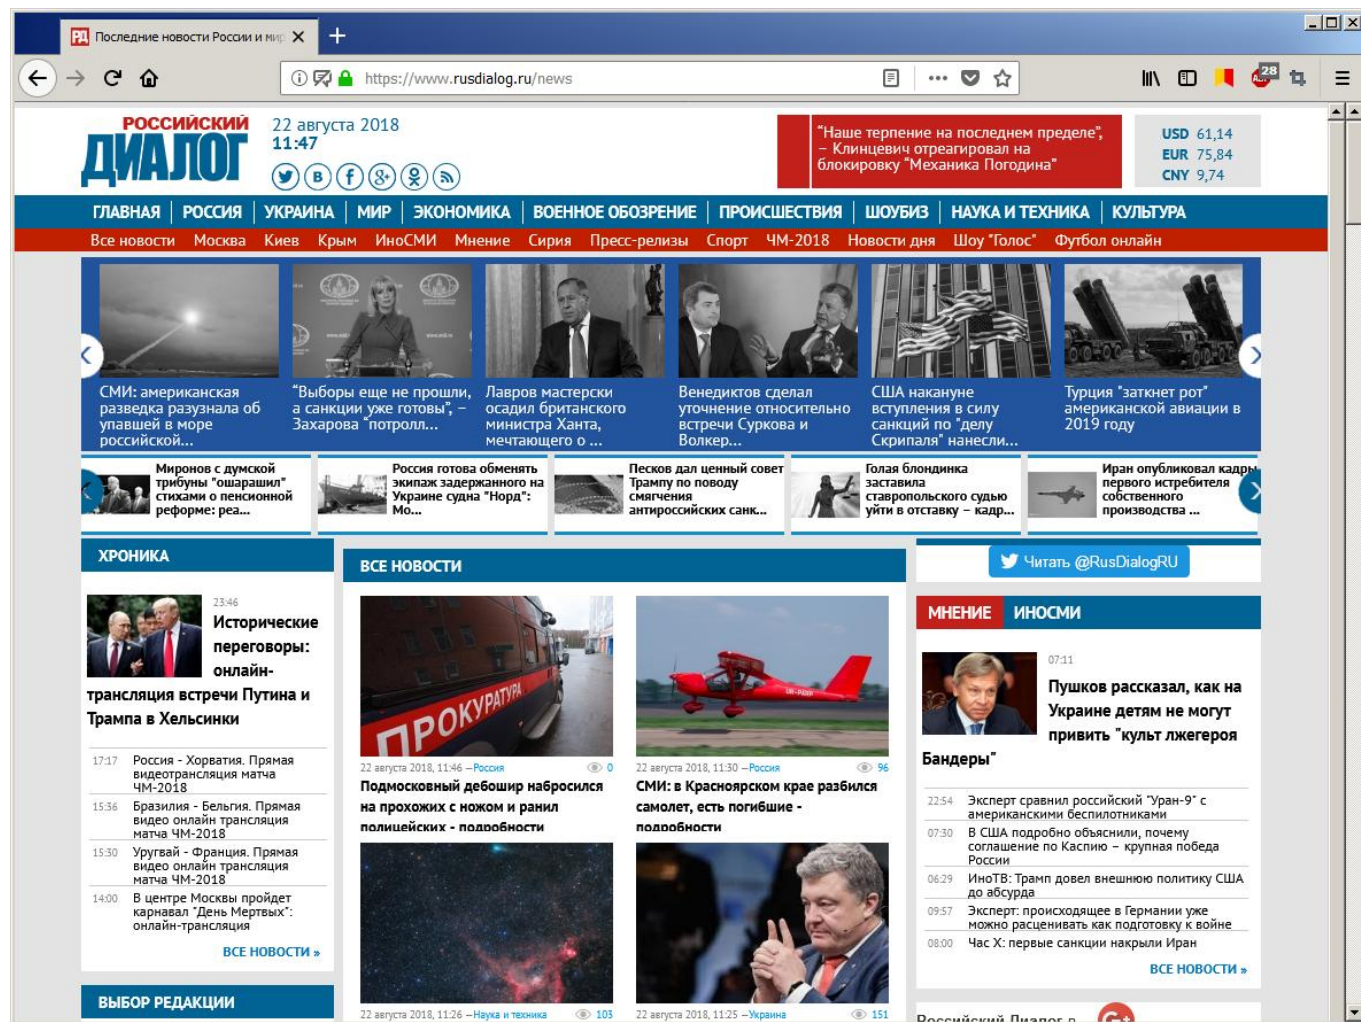 Последние новости России и мир
https://www.rusdialog.ru/news
28
РОССИЙСКИЙ
ДИАЛОГ
22 августа 2018
11:47
"Наше терпение на последнем пределе",
– Клинцевич отреагировал на
блокировку "Механика Погодина"
USD 61,14
EUR 75,84
CNY 9,74
ГЛАВНАЯ РОССИЯ УКРАИНА МИР ЭКОНОМИКА ВОЕННОЕ ОБОЗРЕНИЕ ПРОИСШЕСТВИЯ ШОУБИЗ НАУКА И ТЕХНИКА КУЛЬТУРА
Все новости Москва Киев Крым ИноСМИ Мнение Сирия Пресс-релизы Спорт ЧМ-2018 Новости дня Шоу "Голос" Футбол онлайн
СМИ: американская
разведка разузнала об
упавшей в море
российской...
"Выборы еще не прошли,
а санкции уже готовы", –
Захарова "потролл...
Лавров мастерски
осадил британского
министра Ханта,
мечтающего о ...
Венедиктов сделал
уточнение относительно
встречи Суркова и
Волкер...
США накануне
вступления в силу
санкций по "делу
Скрипаля" нанесли...
Турция "заткнет рот"
американской авиации в
2019 году
Миронов с думской
трибуны "ошарашил"
стихами о пенсионной
реформе: реа...
Россия готова обменять
экипаж задержанного на
Украине судна "Норд":
Мо...
Песков дал ценный совет
Трампу по поводу
смягчения
антироссийских санк...
Голая блондинка
заставила
ставропольского судью
уйти в отставку – кадр...
Иран опубликовал кадры
первого истребителя
собственного
производства ...
ХРОНИКА
23:46
Исторические
переговоры:
онлайн-
трансляция встречи Путина и
Трампа в Хельсинки
17:17 Россия - Хорватия. Прямая
видеотрансляция матча
ЧМ-2018
15:36 Бразилия - Бельгия. Прямая
видео онлайн трансляция
матча ЧМ-2018
15:30 Уругвай - Франция. Прямая
видео онлайн трансляция
матча ЧМ-2018
14:00 В центре Москвы пройдет
карнавал "День Мертвых":
онлайн-трансляция
ВСЕ НОВОСТИ »
ВЫБОР РЕДАКЦИИ
ВСЕ НОВОСТИ
ПРОКУРАТУРА
22 августа 2018, 11:46 –Россия 0
Подмосковный дебошир набросился
на прохожих с ножом и ранил
полицейских - подробности
22 августа 2018, 11:30 –Россия 96
СМИ: в Красноярском крае разбился
самолет, есть погибшие -
подробности
22 августа 2018, 11:26 –Наука и техника 103
22 августа 2018, 11:25 –Украина 151
Читать @RusDialogRU
МНЕНИЕ ИНОСМИ
07:11
Пушков рассказал, как на
Украине детям не могут
привить "культ лжегероя
Бандеры"
22:54 Эксперт сравнил российский "Уран-9" с
американскими беспилотниками
07:30 В США подробно объяснили, почему
соглашение по Каспию – крупная победа
России
06:29 ИноТВ: Трамп довел внешнюю политику США
до абсурда
09:57 Эксперт: происходящее в Германии уже
можно расценивать как подготовку к войне
08:00 Час X: первые санкции накрыли Иран
ВСЕ НОВОСТИ »
Российский Диалог в
G+